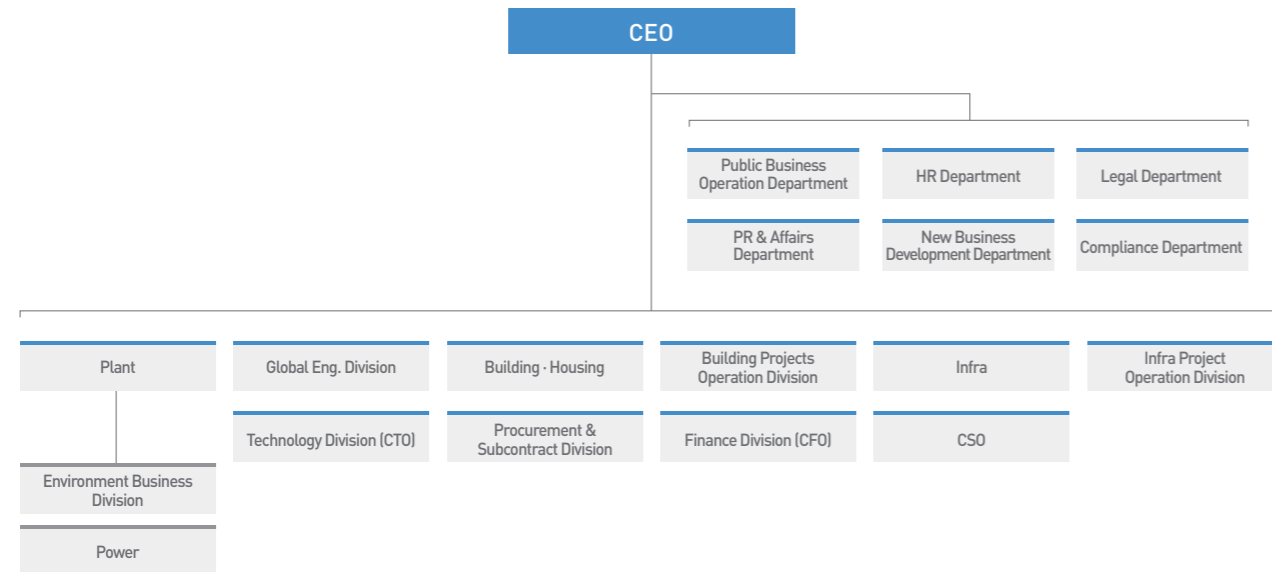 CEO
Public Business
Operation Department
HR Department
Legal Department
PR & Affairs
Department
New Business
Development Department
Compliance Department
Plant
Global Eng. Division
Building · Housing
Building Projects
Operation Division
Infra
Infra Project
Operation Division
Technology Division (CTO)
Procurement &
Subcontract Division
Finance Division (CFO)
CSO
Environment Business
Division
Power